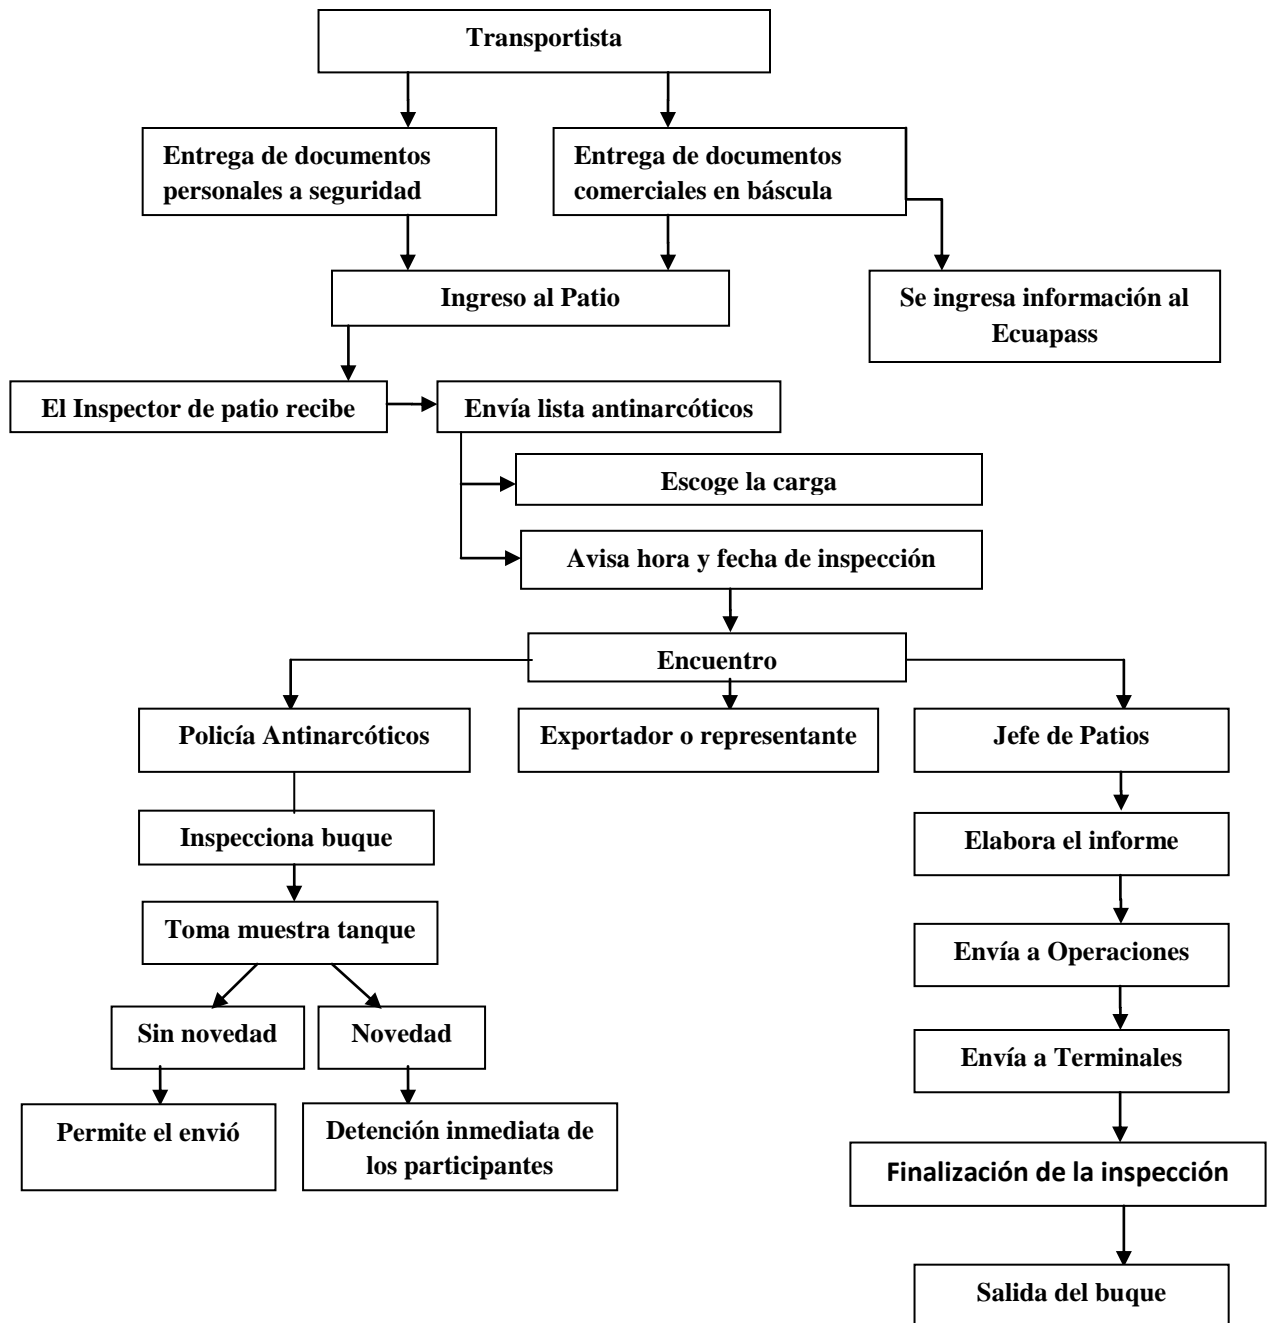 Transportista
Entrega de documentos
personales a seguridad
Entrega de documentos
comerciales en báscula
Ingreso al Patio
Se ingresa información al
Ecuapass
El Inspector de patio recibe
Envía lista antinarcóticos
Escoge la carga
Avisa hora y fecha de inspección
Encuentro
Policía Antinarcóticos
Exportador o representante
Jefe de Patios
Inspecciona buque
Elabora el informe
Toma muestra tanque
Envía a Operaciones
Sin novedad
Novedad
Envía a Terminales
Permite el envió
Detención inmediata de
los participantes
Finalización de la inspección
Salida del buque